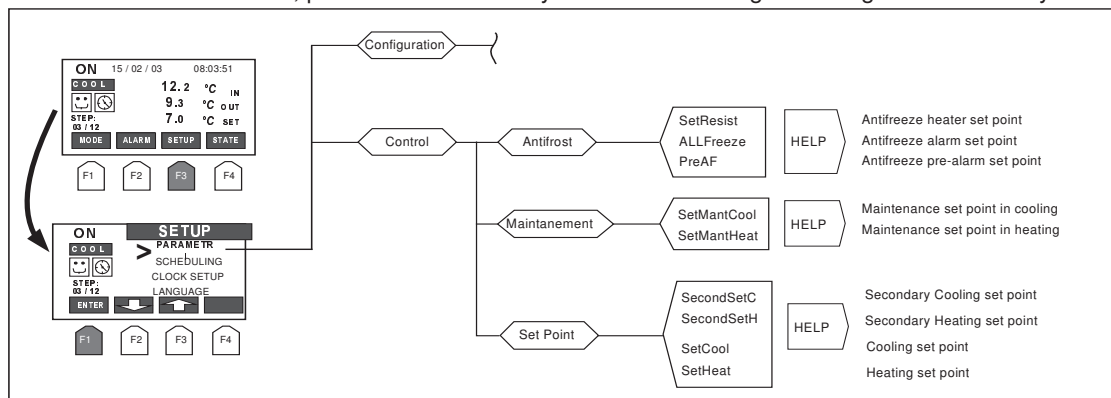 Configuration
ON 15 / 02 / 03 08:03:51
COOL
12.2 °C IN
9.3 °C OUT
7.0 °C SET
STEP:
03 / 12
MODE ALARM SETUP STATE
F1 F2 F3 F4
ON SETUP
COOL
> PARAMETR
SCHEDULING
CLOCK SETUP
LANGUAGE
STEP:
03 / 12
ENTER
F1 F2 F3 F4
Control
Antifrost
SetResist
ALLFreeze
PreAF
HELP
Antifreeze heater set point
Antifreeze alarm set point
Antifreeze pre-alarm set point
Maintanement
SetMantCool
SetMantHeat
HELP
Maintenance set point in cooling
Maintenance set point in heating
Set Point
SecondSetC
SecondSetH
SetCool
SetHeat
HELP
Secondary Cooling set point
Secondary Heating set point
Cooling set point
Heating set point